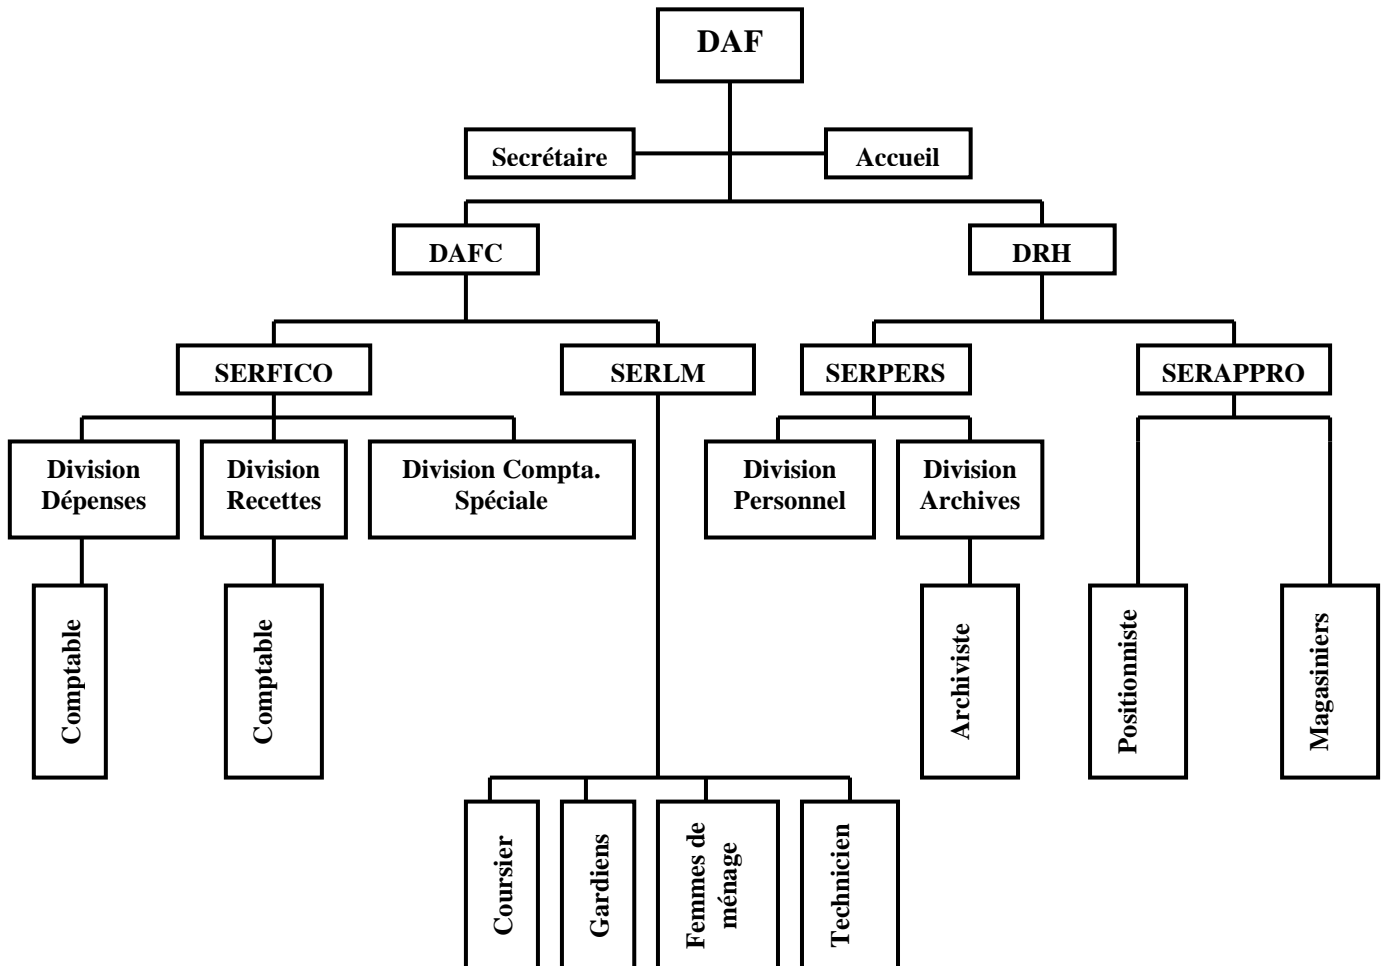 DAF
Secrétaire
Accueil
DAFC
DRH
SERFICO
SERLM
SERPERS
SERAPPRO
Division
Dépenses
Division
Recettes
Division Compta.
Spéciale
Division
Personnel
Division
Archives
Comptable
Comptable
Archiviste
Positionniste
Magasiniers
Coursier
Gardiens
Femmes de
ménage
Technicien